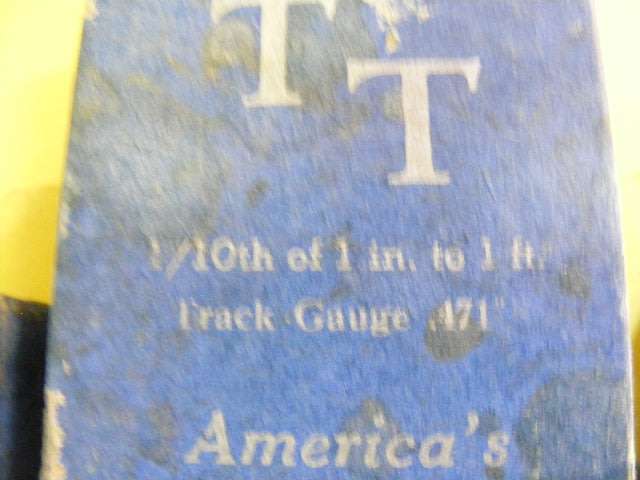 T
T
1/10th of 1 in. to 1 ft.
Track Gauge .471"
America's